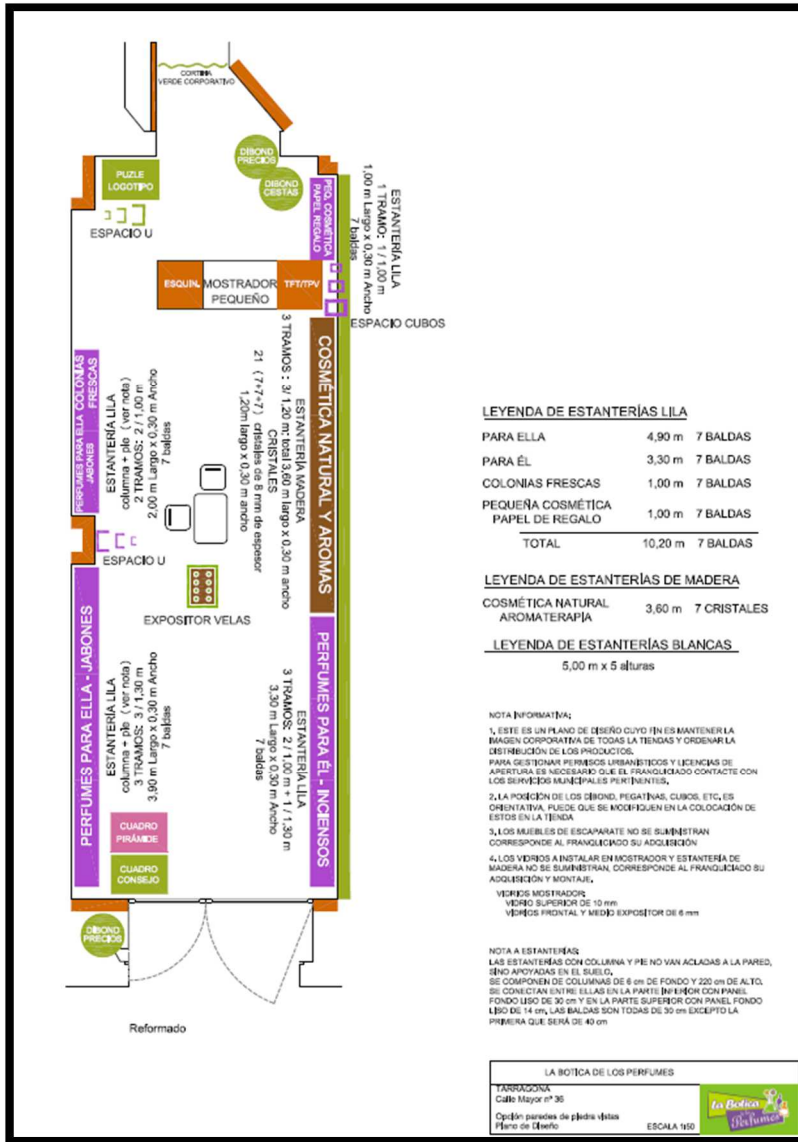 CORTINA
VERDE CORPORATIVO
DIBOND
PRECIOS
DIBOND
CESTAS
PUZLE
LOGOTIPO
ESPACIO U
PEQ. COSMÉTICA
PAPEL REGALO
ESTANTERÍA LILA
1 TRAMO: 1 / 1,00 m
1,00 m Largo x 0,30 m Ancho
7 baldas
ESQUIN.
MOSTRADOR
PEQUEÑO
TFT/TPV
ESPACIO CUBOS
COLONIAS
FRESCAS
PERFUMES PARA ELLA
JABONES
ESTANTERÍA LILA
columna + pie (ver nota)
2 TRAMOS: 2 / 1,00 m
2,00 m Largo x 0,30 m Ancho
7 baldas
COSMÉTICA NATURAL Y AROMAS
ESTANTERÍA MADERA
3 TRAMOS : 3/ 1,20 m; total 3,60 m largo x 0,30 m ancho
CRISTALES
21 (7+7+7) cristales de 8 mm de espesor
1,20m largo x 0,30 m ancho
ESPACIO U
EXPOSITOR VELAS
PERFUMES PARA ELLA - JABONES
ESTANTERÍA LILA
columna + pie (ver nota)
3 TRAMOS: 3 / 1,30 m
3,90 m Largo x 0,30 m Ancho
7 baldas
PERFUMES PARA ÉL - INCIENSOS
ESTANTERÍA LILA
3 TRAMOS: 2 / 1,00 m + 1 / 1,30 m
3,30 m Largo x 0,30 m Ancho
7 baldas
CUADRO
PIRÁMIDE
CUADRO
CONSEJO
DIBOND
PRECIOS
Reformado
LEYENDA DE ESTANTERÍAS LILA
PARA ELLA 4,90 m 7 BALDAS
PARA ÉL 3,30 m 7 BALDAS
COLONIAS FRESCAS 1,00 m 7 BALDAS
PEQUEÑA COSMÉTICA
PAPEL DE REGALO 1,00 m 7 BALDAS
TOTAL 10,20 m 7 BALDAS
LEYENDA DE ESTANTERÍAS DE MADERA
COSMÉTICA NATURAL
AROMATERAPÍA 3,60 m 7 CRISTALES
LEYENDA DE ESTANTERÍAS BLANCAS
5,00 m x 5 alturas
NOTA INFORMATIVA:
1. ESTE ES UN PLANO DE DISEÑO CUYO FIN ES MANTENER LA
IMAGEN CORPORATIVA DE TODAS LA TIENDAS Y ORDENAR LA
DISTRIBUCIÓN DE LOS PRODUCTOS.
PARA GESTIONAR PERMISOS URBANÍSTICOS Y LICENCIAS DE
APERTURA ES NECESARIO QUE EL FRANQUICIADO CONTACTE CON
LOS SERVICIOS MUNICIPALES PERTINENTES.
2. LA POSICIÓN DE LOS DIBOND, PEGATINAS, CUBOS, ETC, ES
ORIENTATIVA, PUEDE QUE SE MODIFIQUEN EN LA COLOCACIÓN DE
ESTOS EN LA TIENDA
3. LOS MUEBLES DE ESCAPARATE NO SE SUMINISTRAN
CORRESPONDE AL FRANQUICIADO SU ADQUISICIÓN
4. LOS VIDRIOS A INSTALAR EN MOSTRADOR Y ESTANTERÍA DE
MADERA NO SE SUMINISTRAN, CORRESPONDE AL FRANQUICIADO SU
ADQUISICIÓN Y MONTAJE.
VIDRIOS MOSTRADOR:
VIDRIO SUPERIOR DE 10 mm
VIDRIOS FRONTAL Y MEDIO EXPOSITOR DE 6 mm
NOTA A ESTANTERÍAS:
LAS ESTANTERÍAS CON COLUMNA Y PIE NO VAN ACLADAS A LA PARED,
SINO APOYADAS EN EL SUELO.
SE COMPONEN DE COLUMNAS DE 6 cm DE FONDO Y 220 cm DE ALTO.
SE CONECTAN ENTRE ELLAS EN LA PARTE INFERIOR CON PANEL
FONDO LISO DE 30 cm Y EN LA PARTE SUPERIOR CON PANEL FONDO
LISO DE 14 cm, LAS BALDAS SON TODAS DE 30 cm EXCEPTO LA
PRIMERA QUE SERÁ DE 40 cm
LA BOTICA DE LOS PERFUMES
TARRAGONA
Calle Mayor nº 36
Opción paredes de piedra vistas
Plano de Diseño
ESCALA 1:50
La Botica
de los
Perfumes